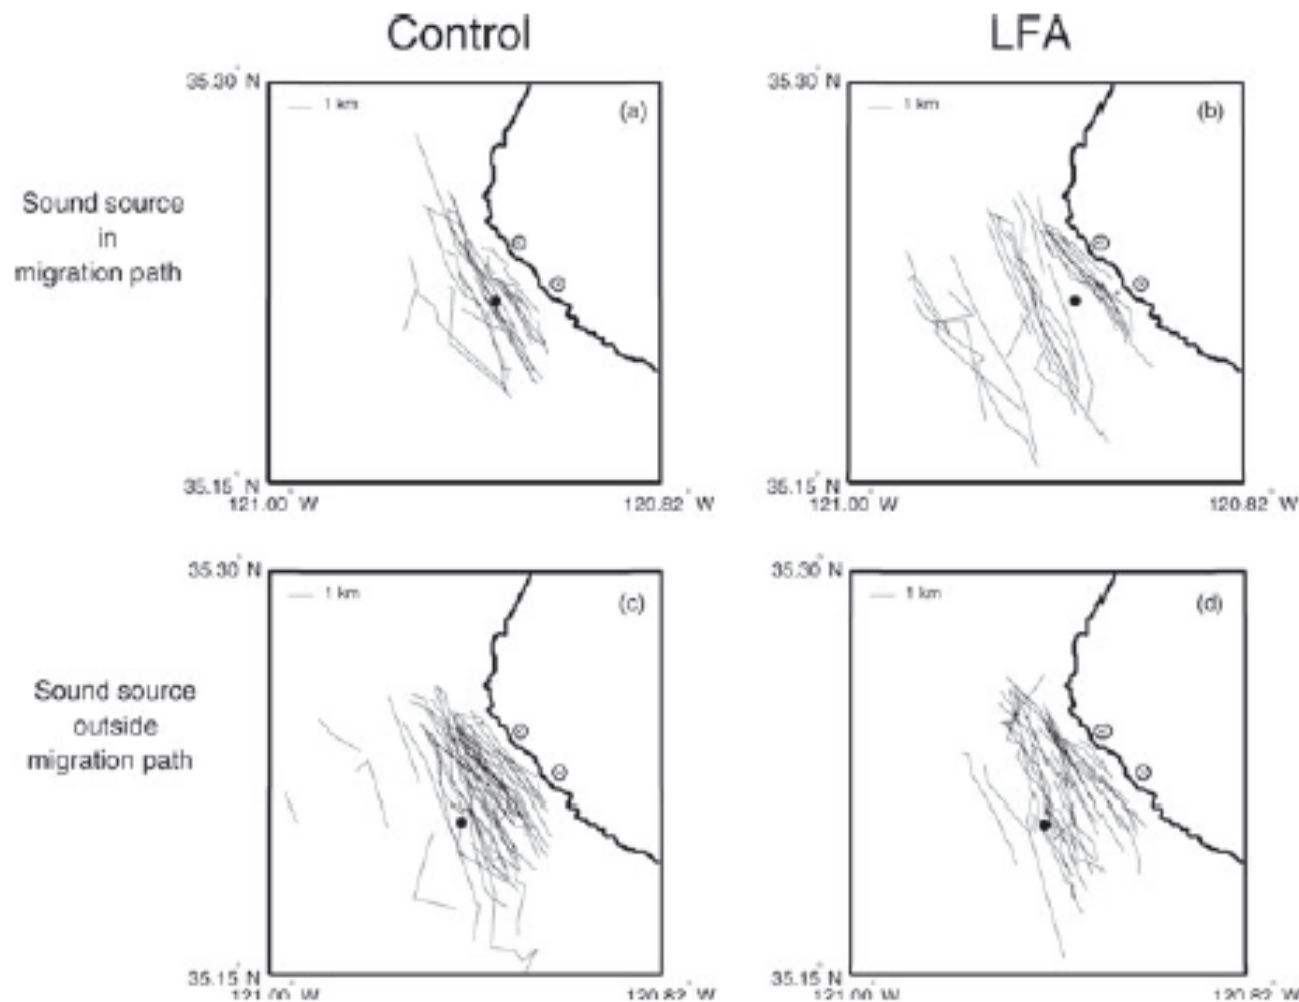 Control
LFA
35.30° N
1 km
(a)
35.30° N
1 km
(b)
Sound source
in
migration path
35.15° N
121.00° W
120.82° W
35.15° N
121.00° W
120.82° W
35.30° N
1 km
(c)
35.30° N
1 km
(d)
Sound source
outside
migration path
35.15° N
121.00° W
120.82° W
35.15° N
121.00° W
120.82° W